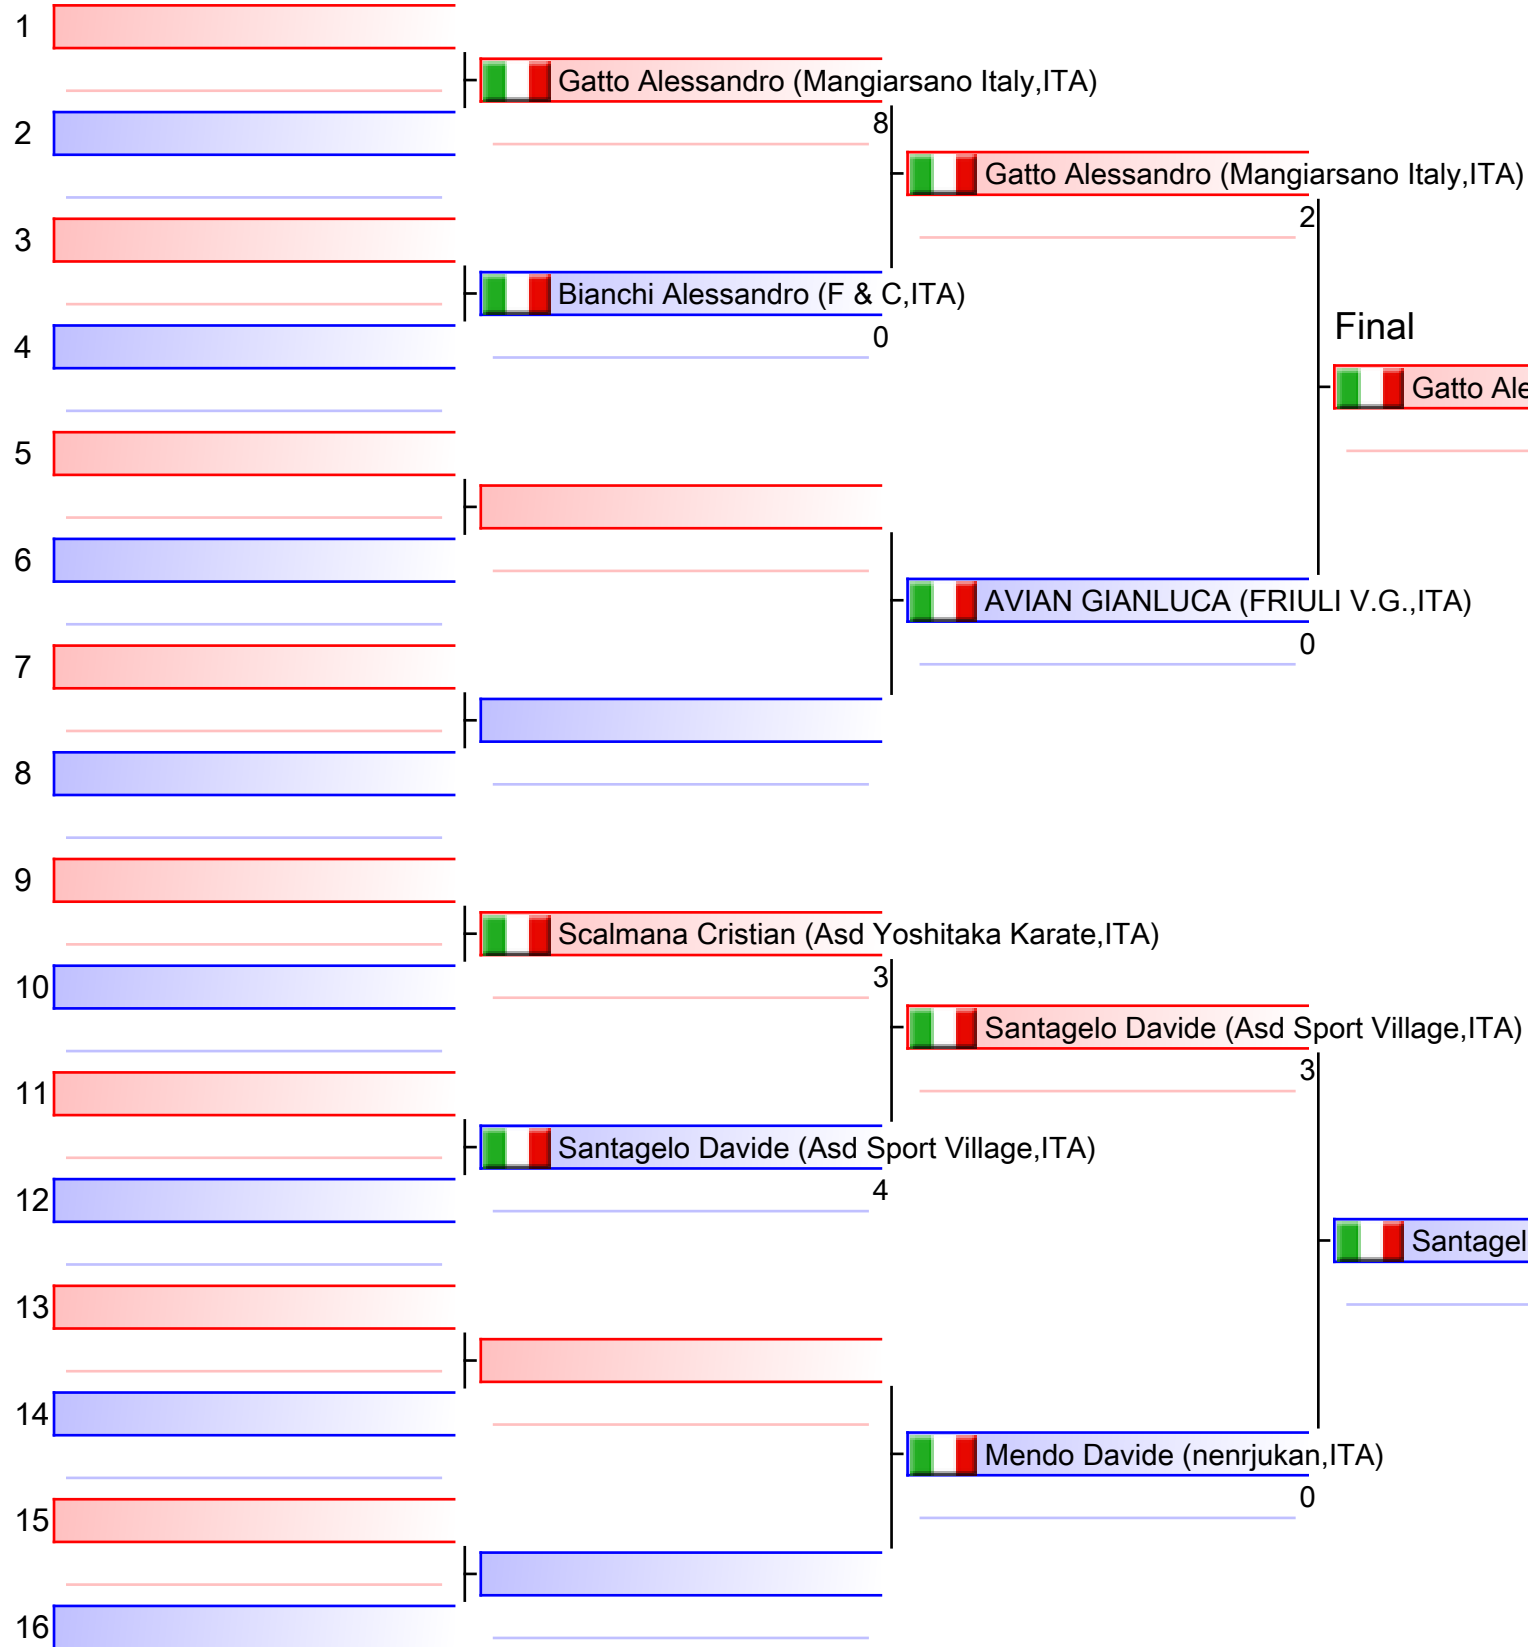 1
Gatto Alessandro (Mangiarsano Italy,ITA)
8
2
Gatto Alessandro (Mangiarsano Italy,ITA)
2
3
Bianchi Alessandro (F & C,ITA)
0
4
Final
Gatto Ale
5
6
AVIAN GIANLUCA (FRIULI V.G.,ITA)
0
7
8
9
Scalmana Cristian (Asd Yoshitaka Karate,ITA)
3
10
Santagelo Davide (Asd Sport Village,ITA)
3
11
Santagelo Davide (Asd Sport Village,ITA)
4
12
Santagel
13
14
Mendo Davide (nenrjukan,ITA)
0
15
16